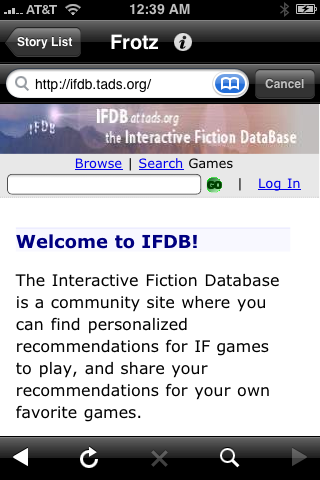 AT&T 12:39 AM
Story List Frotz i
http://ifdb.tads.org/ Cancel
IFDB IFDB at tads.org
the Interactive Fiction DataBase
Browse | Search Games
GO | Log In
Welcome to IFDB!
The Interactive Fiction Database
is a community site where you
can find personalized
recommendations for IF games
to play, and share your
recommendations for your own
favorite games.